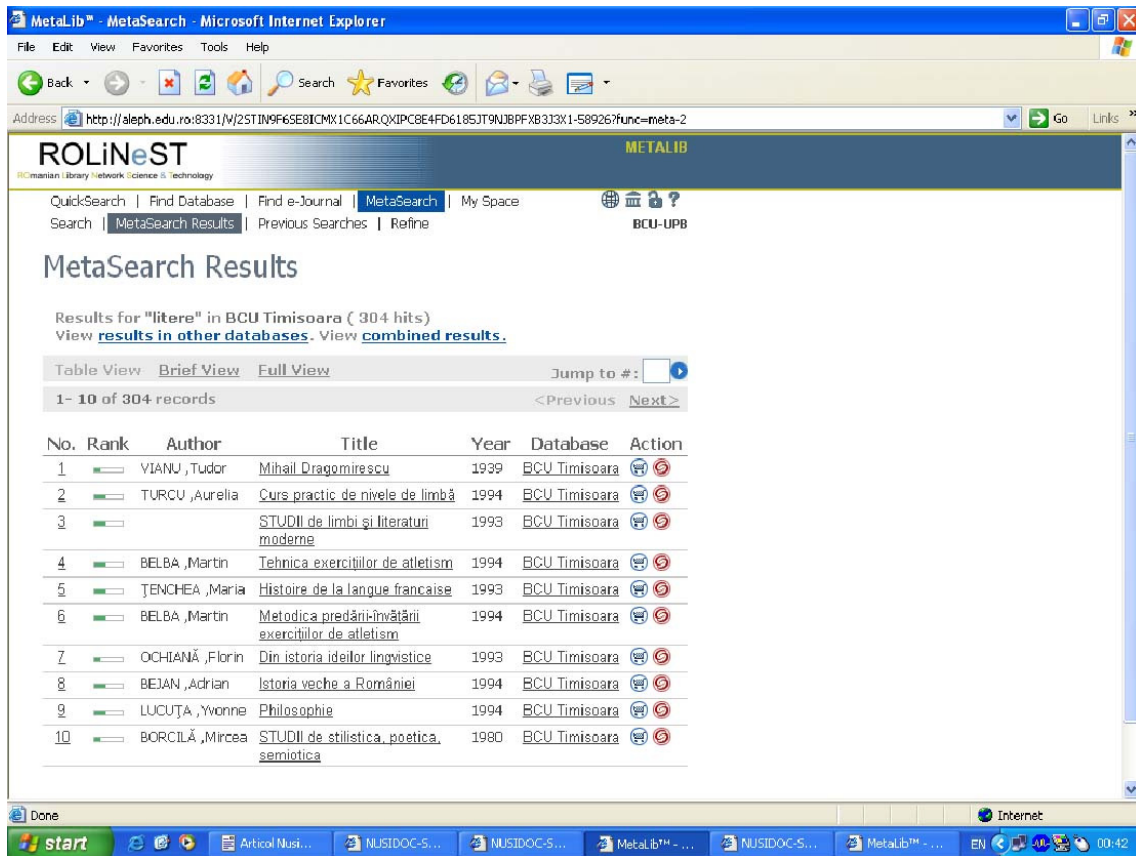 MetaLib™ - MetaSearch - Microsoft Internet Explorer
File Edit View Favorites Tools Help
Back Search Favorites
Address http://aleph.edu.ro:8331/V/ Go Links »
ROLiNeST METALIB
ROmanian Library Network Science & Technology
QuickSearch | Find Database | Find e-Journal | MetaSearch | My Space
Search | MetaSearch Results | Previous Searches | Refine BCU-UPB
MetaSearch Results
Results for "litere" in BCU Timisoara ( 304 hits)
View results in other databases. View combined results.
Table View Brief View Full View Jump to #:
1- 10 of 304 records <Previous Next>
No. Rank Author Title Year Database Action
1 VIANU ,Tudor Mihail Dragomirescu 1939 BCU Timisoara
2 TURCU ,Aurelia Curs practic de nivele de limbă 1994 BCU Timisoara
3 STUDII de limbi şi literaturi 1993 BCU Timisoara
moderne
4 BELBA ,Martin Tehnica exerciţiilor de atletism 1994 BCU Timisoara
5 ŢENCHEA ,Maria Histoire de la langue francaise 1993 BCU Timisoara
6 BELBA ,Martin Metodica predării-învăţării 1994 BCU Timisoara
exerciţiilor de atletism
7 OCHIANĂ ,Florin Din istoria ideilor lingvistice 1993 BCU Timisoara
8 BEJAN ,Adrian Istoria veche a României 1994 BCU Timisoara
9 LUCUŢA ,Yvonne Philosophie 1994 BCU Timisoara
10 BORCILĂ ,Mircea STUDII de stilistica, poetica, 1980 BCU Timisoara
semiotica
Done Internet
start Articol Nusi... NUSIDOC-S... NUSIDOC-S... MetaLib™ - ... NUSIDOC-S... MetaLib™ - ... EN 00:42